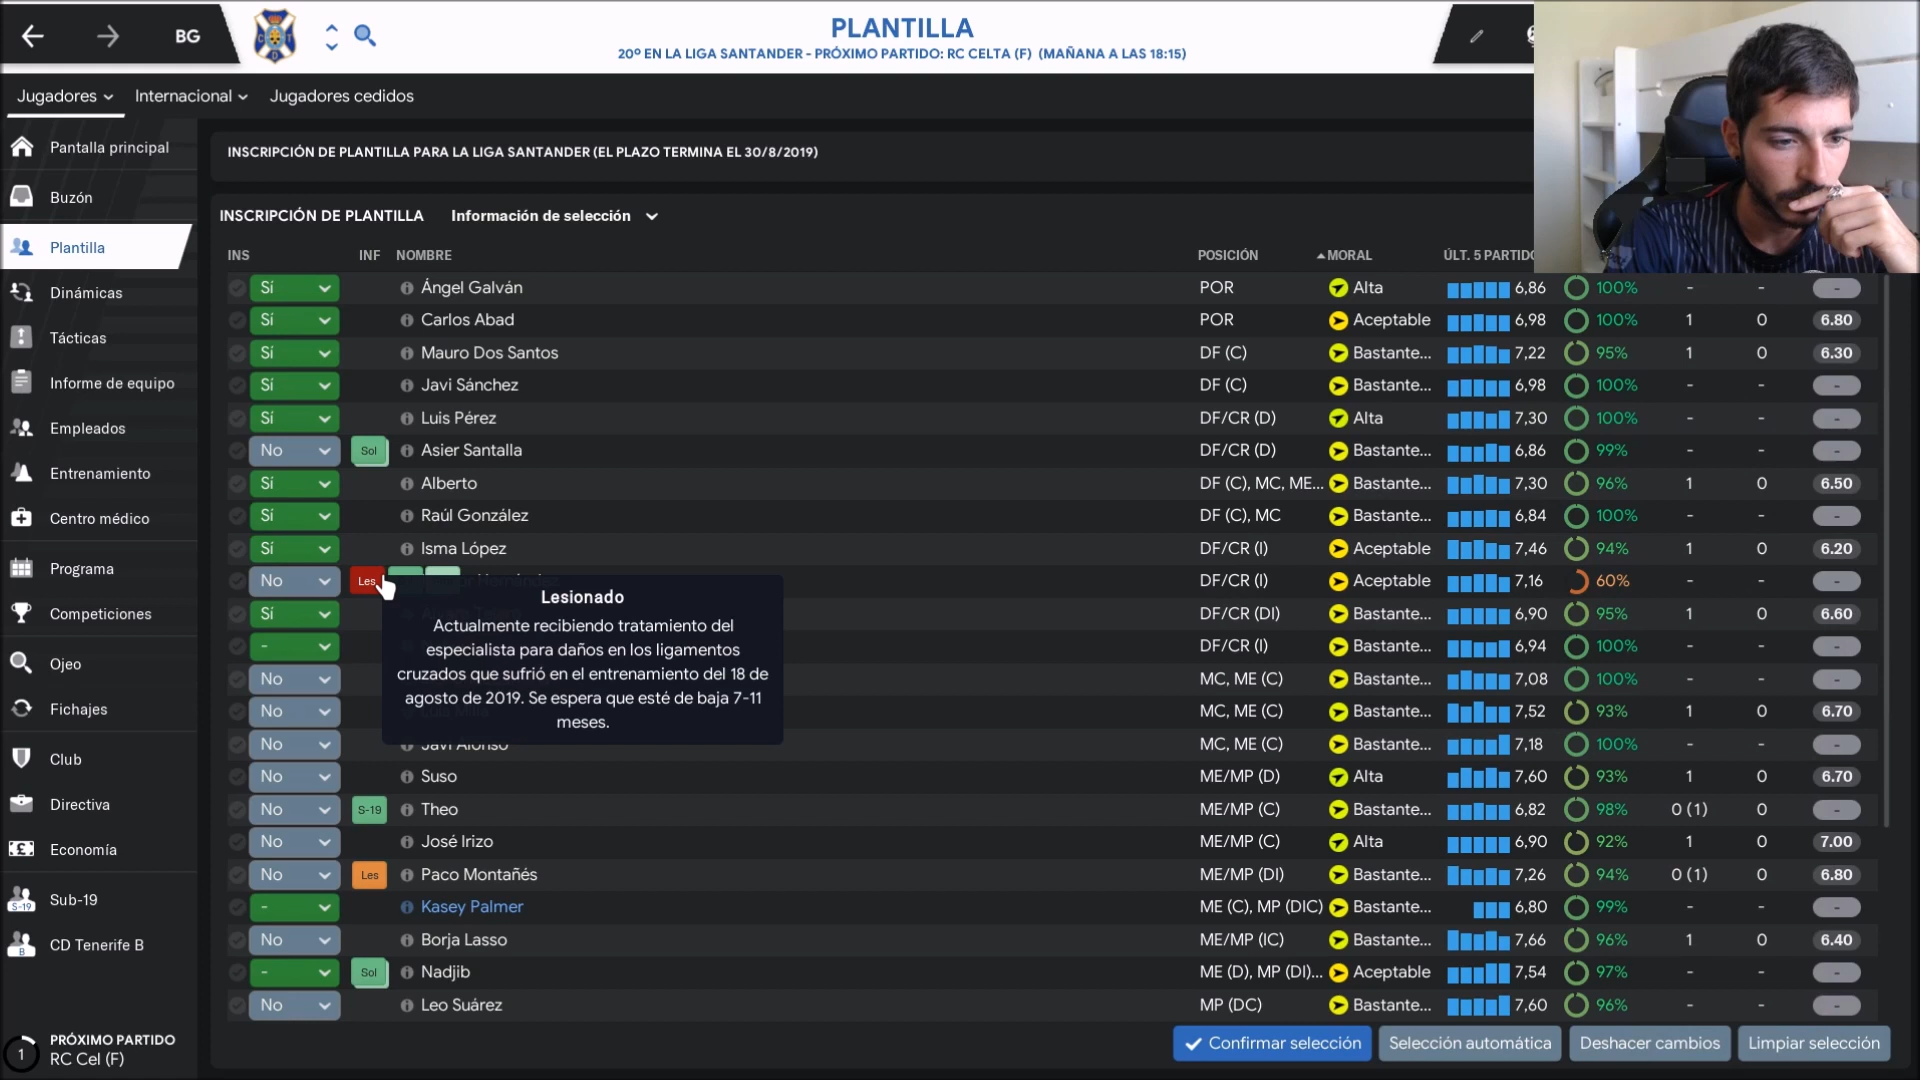 BG
PLANTILLA
20º EN LA LIGA SANTANDER - PRÓXIMO PARTIDO: RC CELTA (F) (MAÑANA A LAS 18:15)
Jugadores Internacional Jugadores cedidos
Pantalla principal
Buzón
Plantilla
Dinámicas
Tácticas
Informe de equipo
Empleados
Entrenamiento
Centro médico
Programa
Competiciones
Ojeo
Fichajes
Club
Directiva
Economía
S-19 Sub-19
B CD Tenerife B
1 PRÓXIMO PARTIDO
RC Cel (F)
INSCRIPCIÓN DE PLANTILLA PARA LA LIGA SANTANDER (EL PLAZO TERMINA EL 30/8/2019)
INSCRIPCIÓN DE PLANTILLA Información de selección
INS INF NOMBRE POSICIÓN MORAL ÚLT. 5 PARTIDO
Sí Ángel Galván POR Alta 6,86 100% - - -
Sí Carlos Abad POR Aceptable 6,98 100% 1 0 6.80
Sí Mauro Dos Santos DF (C) Bastante... 7,22 95% 1 0 6.30
Sí Javi Sánchez DF (C) Bastante... 6,98 100% - - -
Sí Luis Pérez DF/CR (D) Alta 7,30 100% - - -
No Sol Asier Santalla DF/CR (D) Bastante... 6,86 99% - - -
Sí Alberto DF (C), MC, ME... Bastante... 7,30 96% 1 0 6.50
Sí Raúl González DF (C), MC Bastante... 6,84 100% - - -
Sí Isma López DF/CR (I) Aceptable 7,46 94% 1 0 6.20
No Les DF/CR (I) Aceptable 7,16 60% - - -
Sí DF/CR (DI) Bastante... 6,90 95% 1 0 6.60
- DF/CR (I) Bastante... 6,94 100% - - -
No MC, ME (C) Bastante... 7,08 100% - - -
No MC, ME (C) Bastante... 7,52 93% 1 0 6.70
No Javi Alonso MC, ME (C) Bastante... 7,18 100% - - -
No Suso ME/MP (D) Alta 7,60 93% 1 0 6.70
No S-19 Theo ME/MP (C) Bastante... 6,82 98% 0 (1) 0 -
No José Irizo ME/MP (C) Alta 6,90 92% 1 0 7.00
No Les Paco Montañés ME/MP (DI) Bastante... 7,26 94% 0 (1) 0 6.80
- Kasey Palmer ME (C), MP (DIC) Bastante... 6,80 99% - - -
No Borja Lasso ME/MP (IC) Bastante... 7,66 96% 1 0 6.40
- Sol Nadjib ME (D), MP (DI)... Aceptable 7,54 97% - - -
No Leo Suárez MP (DC) Bastante... 7,60 96% - - -
Lesionado
Actualmente recibiendo tratamiento del
especialista para daños en los ligamentos
cruzados que sufrió en el entrenamiento del 18 de
agosto de 2019. Se espera que esté de baja 7-11
meses.
Confirmar selección Selección automática Deshacer cambios Limpiar selección